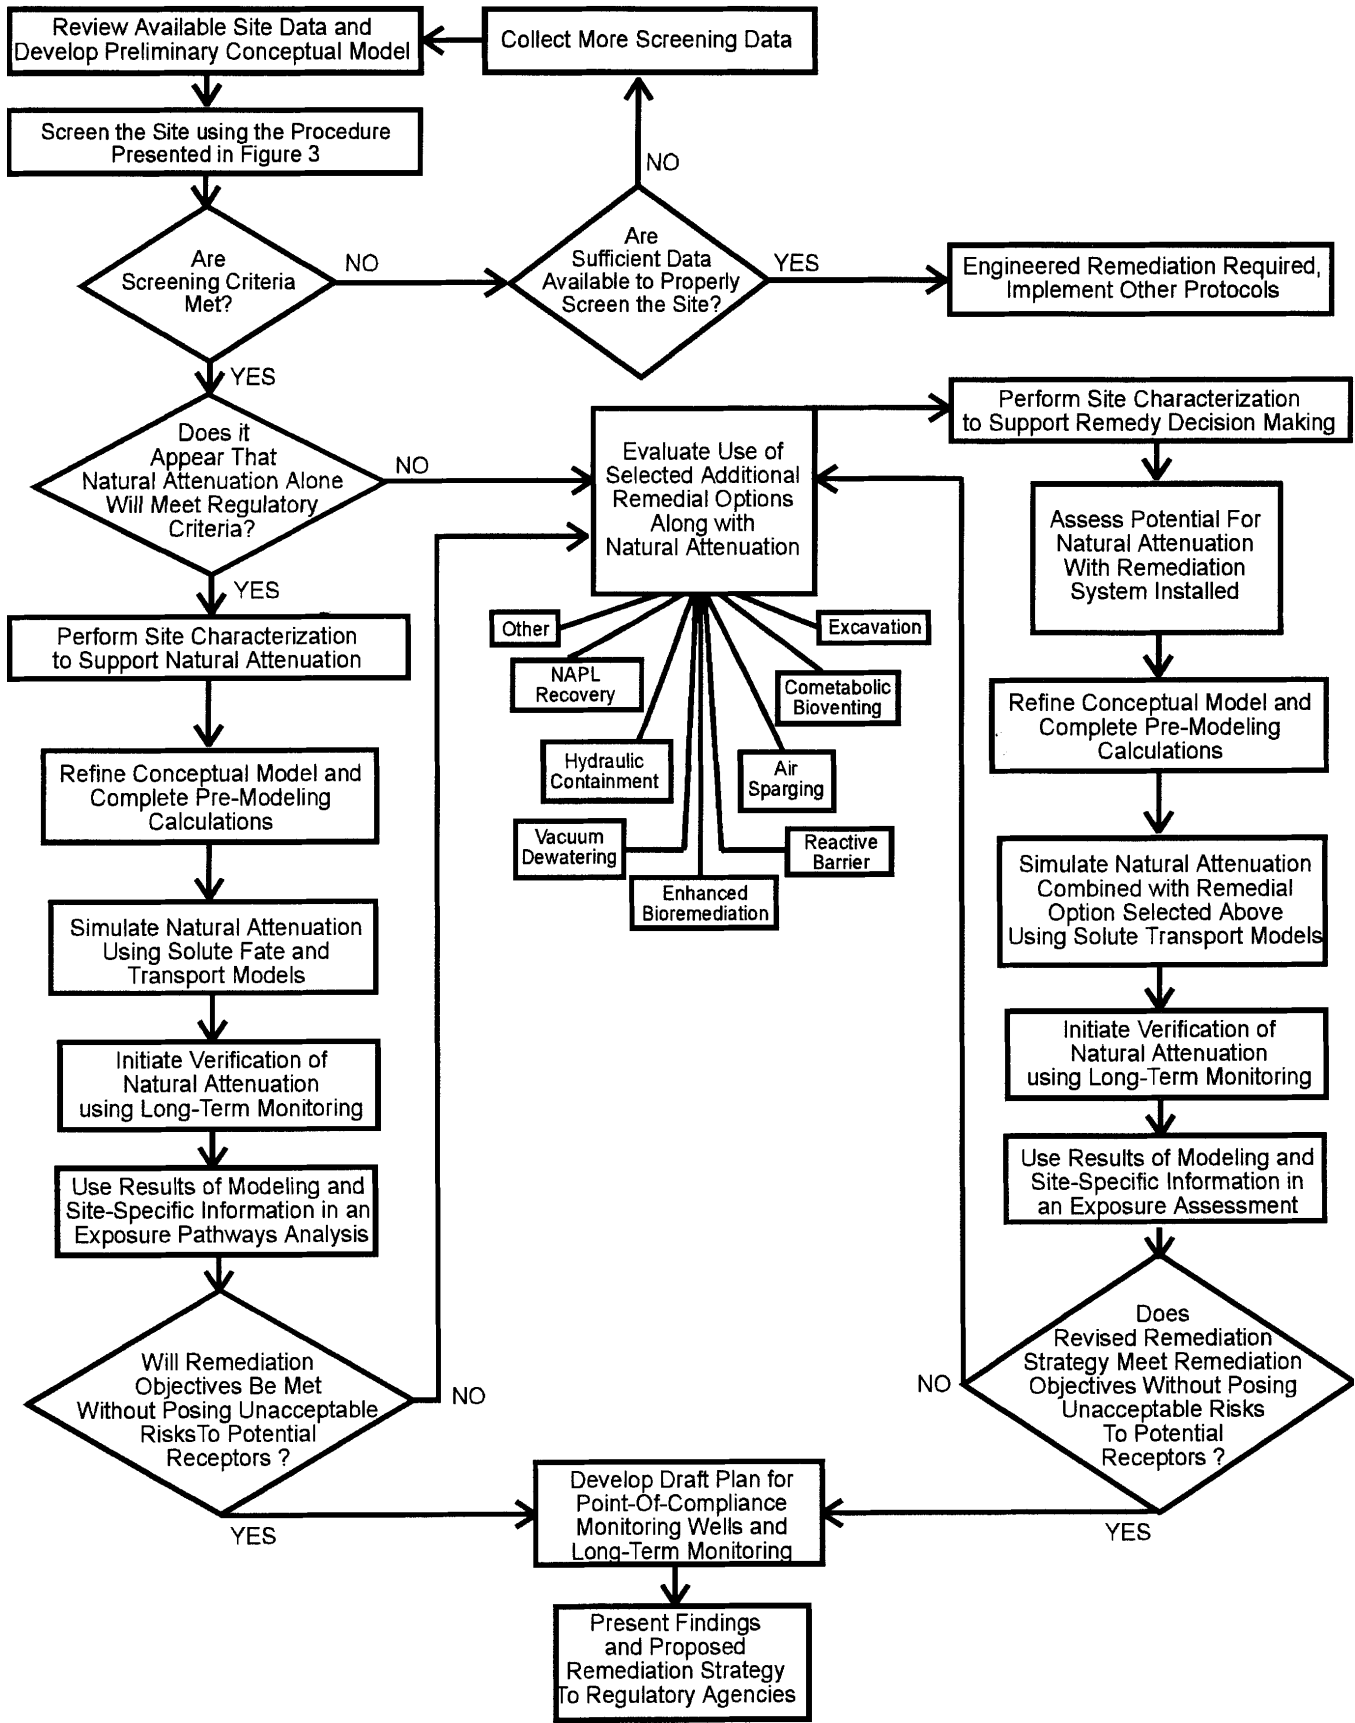 Review Available Site Data and
Develop Preliminary Conceptual Model
Collect More Screening Data
Screen the Site using the Procedure
Presented in Figure 3
NO
Are
Screening Criteria
Met?
NO
Are
Sufficient Data
Available to Properly
Screen the Site?
YES
Engineered Remediation Required,
Implement Other Protocols
YES
Does it
Appear That
Natural Attenuation Alone
Will Meet Regulatory
Criteria?
NO
Evaluate Use of
Selected Additional
Remedial Options
Along with
Natural Attenuation
Perform Site Characterization
to Support Remedy Decision Making
Assess Potential For
Natural Attenuation
With Remediation
System Installed
YES
Perform Site Characterization
to Support Natural Attenuation
Other
Excavation
NAPL
Recovery
Cometabolic
Bioventing
Hydraulic
Containment
Air
Sparging
Vacuum
Dewatering
Reactive
Barrier
Enhanced
Bioremediation
Refine Conceptual Model and
Complete Pre-Modeling
Calculations
Refine Conceptual Model and
Complete Pre-Modeling
Calculations
Simulate Natural Attenuation
Using Solute Fate and
Transport Models
Simulate Natural Attenuation
Combined with Remedial
Option Selected Above
Using Solute Transport Models
Initiate Verification of
Natural Attenuation
using Long-Term Monitoring
Initiate Verification of
Natural Attenuation
using Long-Term Monitoring
Use Results of Modeling and
Site-Specific Information in an
Exposure Pathways Analysis
Use Results of Modeling and
Site-Specific Information in
an Exposure Assessment
Will Remediation
Objectives Be Met
Without Posing Unacceptable
RisksTo Potential
Receptors ?
NO
NO
Does
Revised Remediation
Strategy Meet Remediation
Objectives Without Posing
Unacceptable Risks
To Potential
Receptors ?
YES
Develop Draft Plan for
Point-Of-Compliance
Monitoring Wells and
Long-Term Monitoring
YES
Present Findings
and Proposed
Remediation Strategy
To Regulatory Agencies